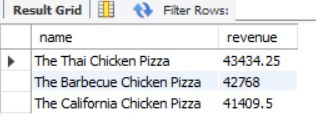 Result Grid Filter Rows:
name revenue
The Thai Chicken Pizza 43434.25
The Barbecue Chicken Pizza 42768
The California Chicken Pizza 41409.5